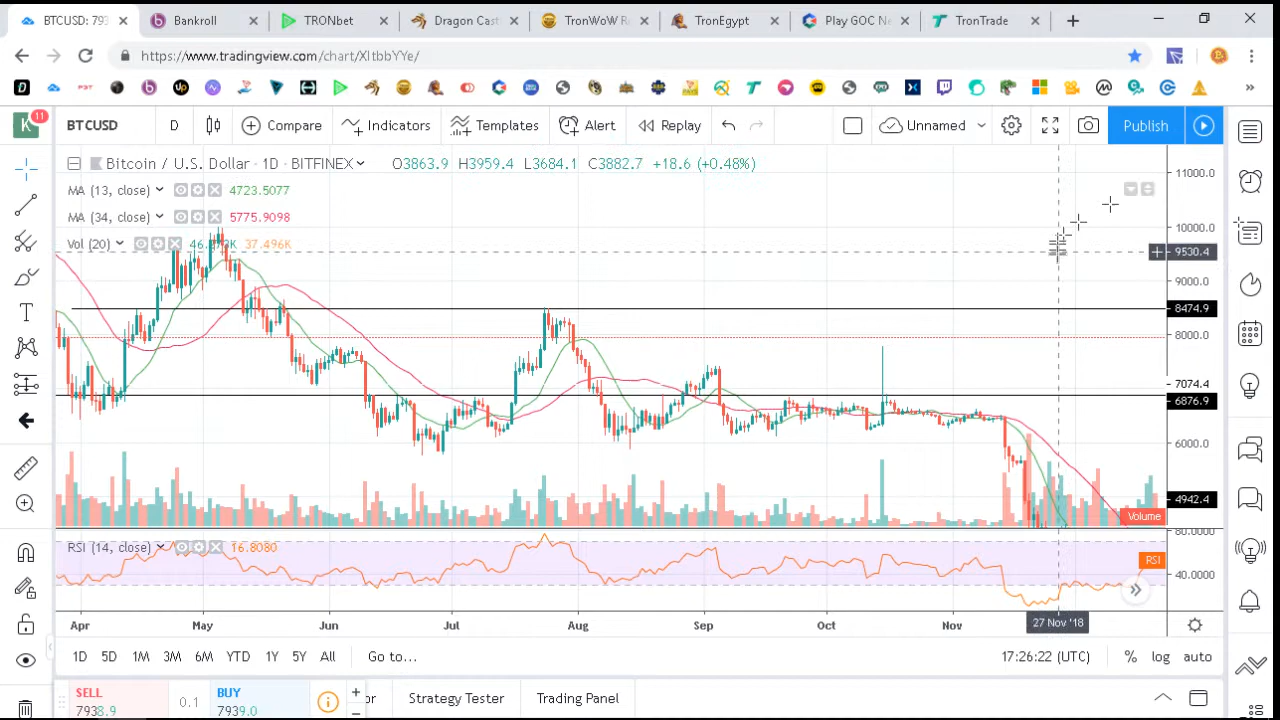 BTCUSD: 793
Bankroll
TRONbet
Dragon Cast
TronWoW R
TronEgypt
Play GOC N
TronTrade
https://www.tradingview.com/chart/XltbbYYe/
K 11
BTCUSD D Compare Indicators Templates Alert Replay Unnamed Publish
Bitcoin / U.S. Dollar · 1D · BITFINEX O3863.9 H3959.4 L3684.1 C3882.7 +18.6 (+0.48%)
MA (13, close) 4723.5077
MA (34, close) 5775.9098
Vol (20) 37.496K
11000.0
10000.0
9530.4
9000.0
8474.9
8000.0
7074.4
6876.9
6000.0
4942.4
Volume
80.0000
RSI (14, close) 16.8080
RSI
40.0000
Apr May Jun Jul Aug Sep Oct Nov 27 Nov '18
1D 5D 1M 3M 6M YTD 1Y 5Y All Go to... 17:26:22 (UTC) % log auto
SELL 7938.9
0.1
BUY 7939.0
Strategy Tester Trading Panel